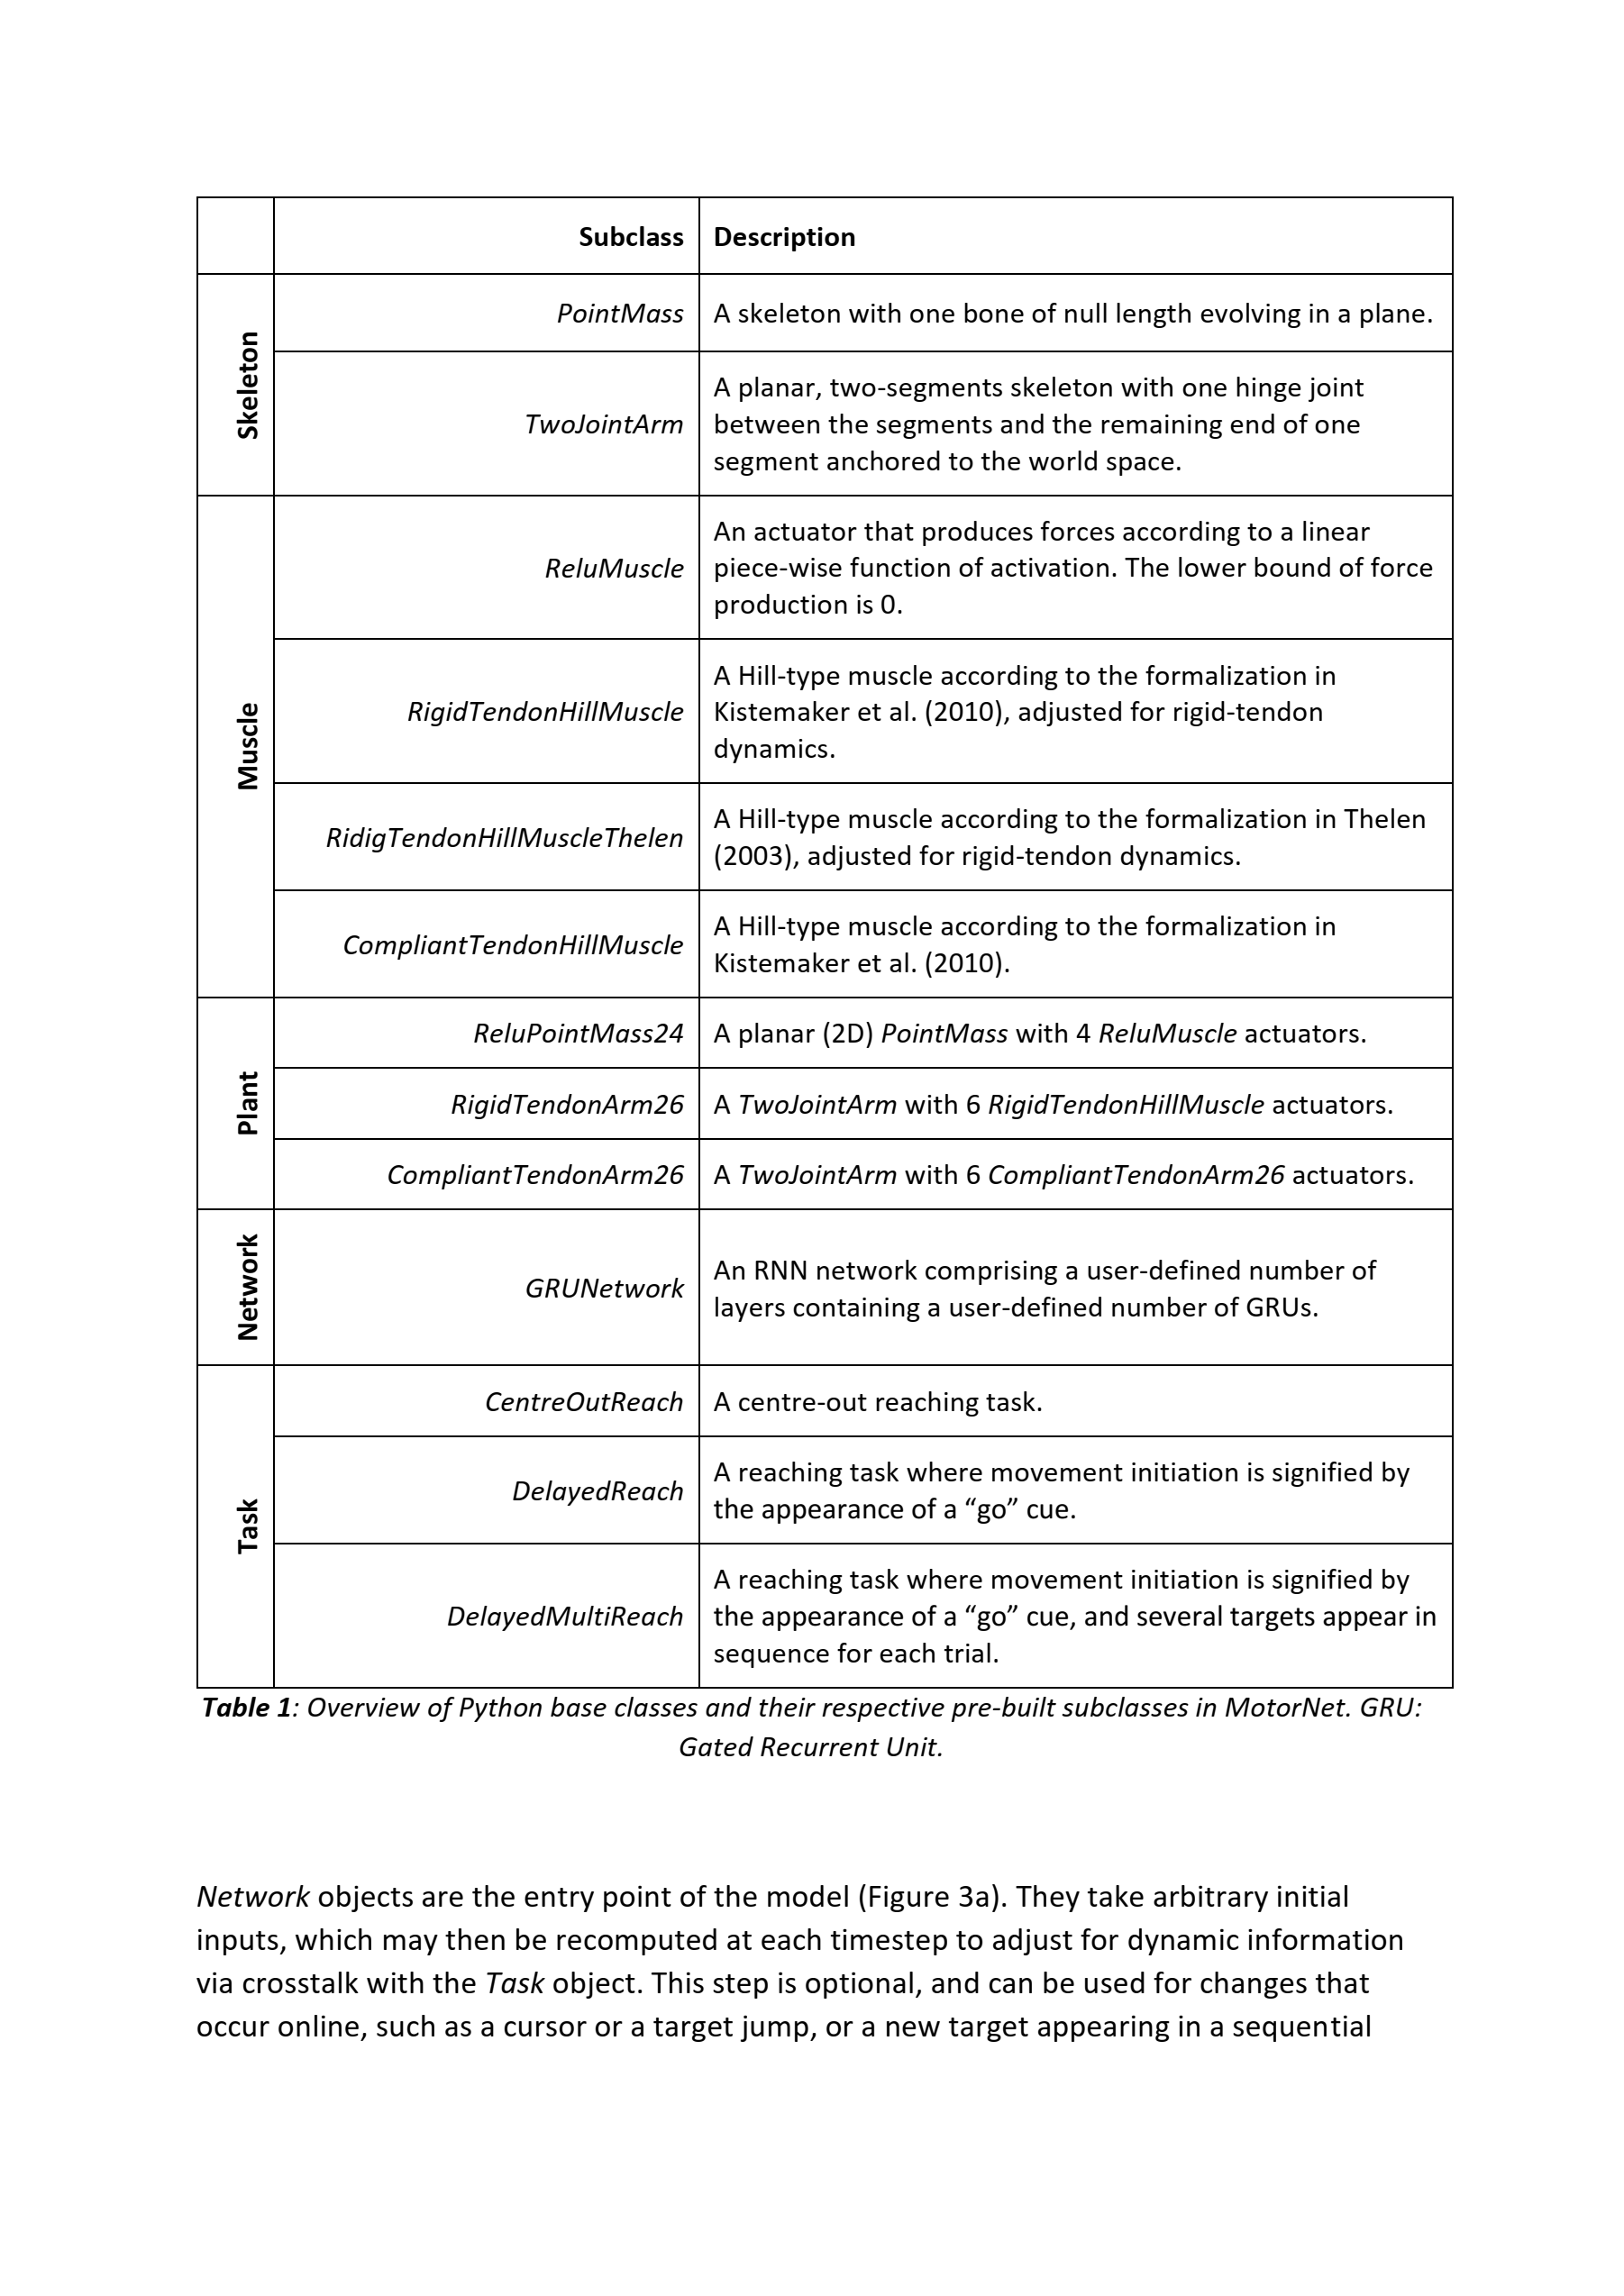 Subclass Description
Skeleton
PointMass A skeleton with one bone of null length evolving in a plane.
TwoJointArm A planar, two-segments skeleton with one hinge joint
between the segments and the remaining end of one
segment anchored to the world space.
Muscle
ReluMuscle An actuator that produces forces according to a linear
piece-wise function of activation. The lower bound of force
production is 0.
RigidTendonHillMuscle A Hill-type muscle according to the formalization in
Kistemaker et al. (2010), adjusted for rigid-tendon
dynamics.
RidigTendonHillMuscleThelen A Hill-type muscle according to the formalization in Thelen
(2003), adjusted for rigid-tendon dynamics.
CompliantTendonHillMuscle A Hill-type muscle according to the formalization in
Kistemaker et al. (2010).
Plant
ReluPointMass24 A planar (2D) PointMass with 4 ReluMuscle actuators.
RigidTendonArm26 A TwoJointArm with 6 RigidTendonHillMuscle actuators.
CompliantTendonArm26 A TwoJointArm with 6 CompliantTendonArm26 actuators.
Network
GRUNetwork An RNN network comprising a user-defined number of
layers containing a user-defined number of GRUs.
Task
CentreOutReach A centre-out reaching task.
DelayedReach A reaching task where movement initiation is signified by
the appearance of a “go” cue.
DelayedMultiReach A reaching task where movement initiation is signified by
the appearance of a “go” cue, and several targets appear in
sequence for each trial.
Table 1: Overview of Python base classes and their respective pre-built subclasses in MotorNet. GRU:
Gated Recurrent Unit.
Network objects are the entry point of the model (Figure 3a). They take arbitrary initial
inputs, which may then be recomputed at each timestep to adjust for dynamic information
via crosstalk with the Task object. This step is optional, and can be used for changes that
occur online, such as a cursor or a target jump, or a new target appearing in a sequential